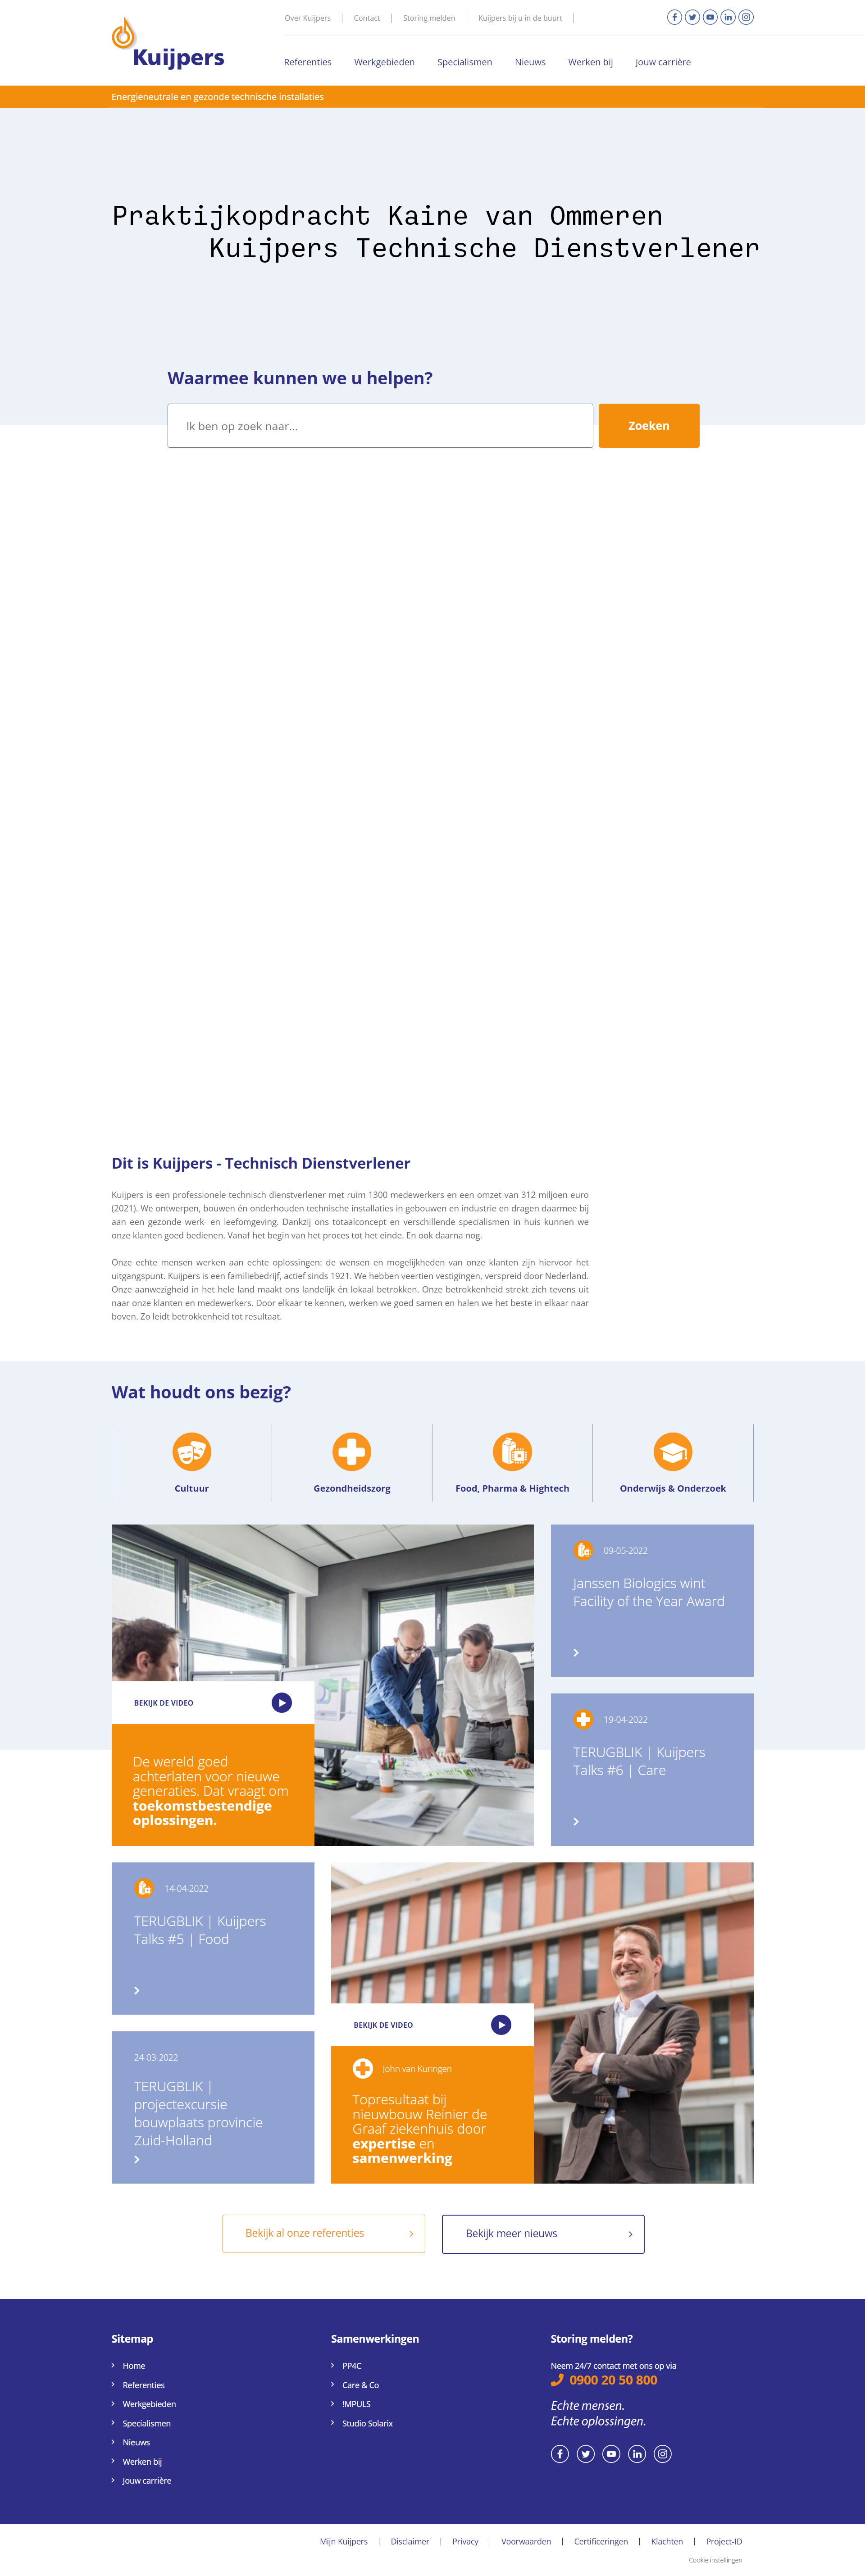 Over Kuijpers | Contact | Storing melden | Kuijpers bij u in de buurt |
Kuijpers
Referenties Werkgebieden Specialismen Nieuws Werken bij Jouw carrière
Energieneutrale en gezonde technische installaties
Praktijkopdracht Kaine van Ommeren
Kuijpers Technische Dienstverlener
Waarmee kunnen we u helpen?
Ik ben op zoek naar...
Zoeken
Dit is Kuijpers - Technisch Dienstverlener
Kuijpers is een professionele technisch dienstverlener met ruim 1300 medewerkers en een omzet van 312 miljoen euro
(2021). We ontwerpen, bouwen én onderhouden technische installaties in gebouwen en industrie en dragen daarmee bij
aan een gezonde werk- en leefomgeving. Dankzij ons totaalconcept en verschillende specialismen in huis kunnen we
onze klanten goed bedienen. Vanaf het begin van het proces tot het einde. En ook daarna nog.
Onze echte mensen werken aan echte oplossingen: de wensen en mogelijkheden van onze klanten zijn hiervoor het
uitgangspunt. Kuijpers is een familiebedrijf, actief sinds 1921. We hebben veertien vestigingen, verspreid door Nederland.
Onze aanwezigheid in het hele land maakt ons landelijk én lokaal betrokken. Onze betrokkenheid strekt zich tevens uit
naar onze klanten en medewerkers. Door elkaar te kennen, werken we goed samen en halen we het beste in elkaar naar
boven. Zo leidt betrokkenheid tot resultaat.
Wat houdt ons bezig?
Cultuur
Gezondheidszorg
Food, Pharma & Hightech
Onderwijs & Onderzoek
BEKIJK DE VIDEO
De wereld goed
achterlaten voor nieuwe
generaties. Dat vraagt om
toekomstbestendige
oplossingen.
09-05-2022
Janssen Biologics wint
Facility of the Year Award
19-04-2022
TERUGBLIK | Kuijpers
Talks #6 | Care
14-04-2022
TERUGBLIK | Kuijpers
Talks #5 | Food
24-03-2022
TERUGBLIK |
projectexcursie
bouwplaats provincie
Zuid-Holland
BEKIJK DE VIDEO
John van Kuringen
Topresultaat bij
nieuwbouw Reinier de
Graaf ziekenhuis door
expertise en
samenwerking
Bekijk al onze referenties
Bekijk meer nieuws
Sitemap
Home
Referenties
Werkgebieden
Specialismen
Nieuws
Werken bij
Jouw carrière
Samenwerkingen
PP4C
Care & Co
!MPULS
Studio Solarix
Storing melden?
Neem 24/7 contact met ons op via
0900 20 50 800
Echte mensen.
Echte oplossingen.
Mijn Kuijpers | Disclaimer | Privacy | Voorwaarden | Certificeringen | Klachten | Project-ID
Cookie instellingen